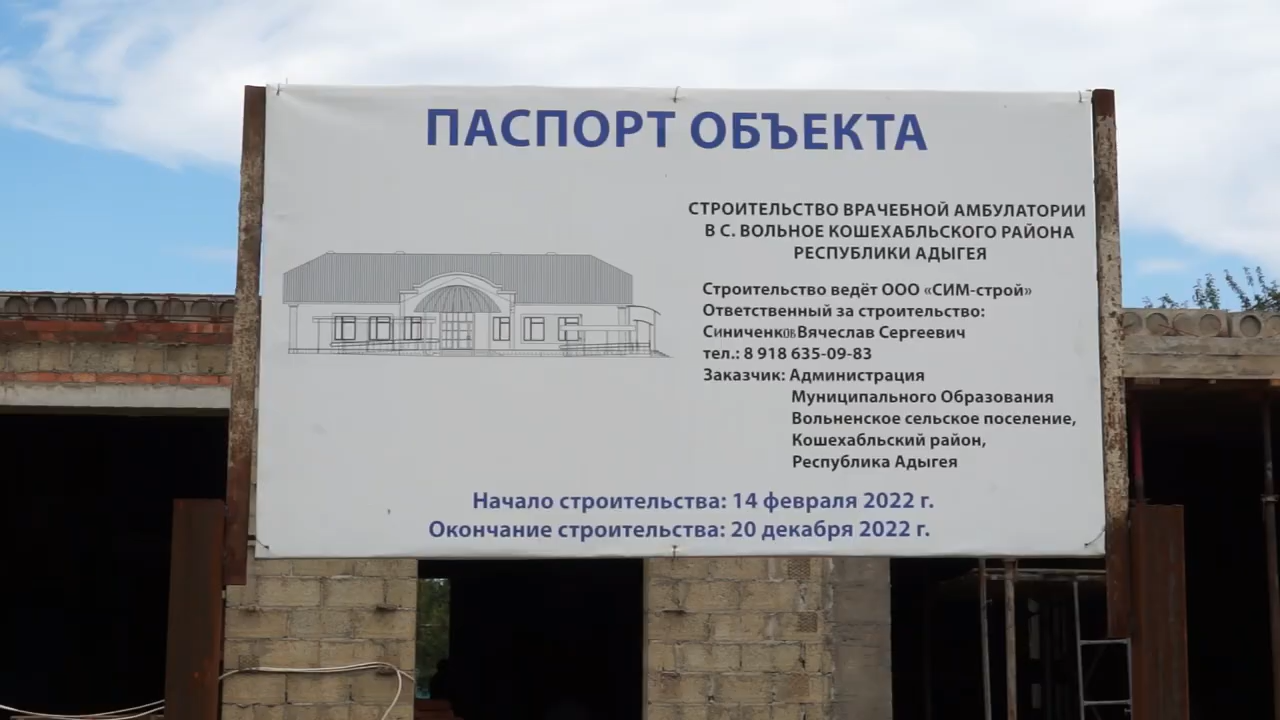 ПАСПОРТ ОБЪЕКТА
СТРОИТЕЛЬСТВО ВРАЧЕБНОЙ АМБУЛАТОРИИ
В С. ВОЛЬНОЕ КОШЕХАБЛЬСКОГО РАЙОНА
РЕСПУБЛИКИ АДЫГЕЯ
Строительство ведёт ООО «СИМ-строй»
Ответственный за строительство:
Синиченков Вячеслав Сергеевич
тел.: 8 918 635-09-83
Заказчик: Администрация
Муниципального Образования
Вольненское сельское поселение,
Кошехабльский район,
Республика Адыгея
Начало строительства: 14 февраля 2022 г.
Окончание строительства: 20 декабря 2022 г.